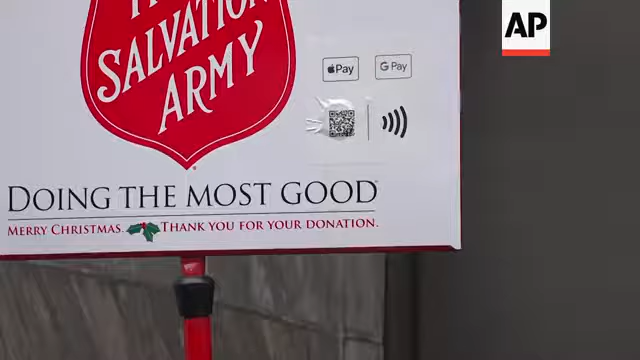 AP
SALVATION
ARMY
Pay
G Pay
DOING THE MOST GOOD
MERRY CHRISTMAS. THANK YOU FOR YOUR DONATION.